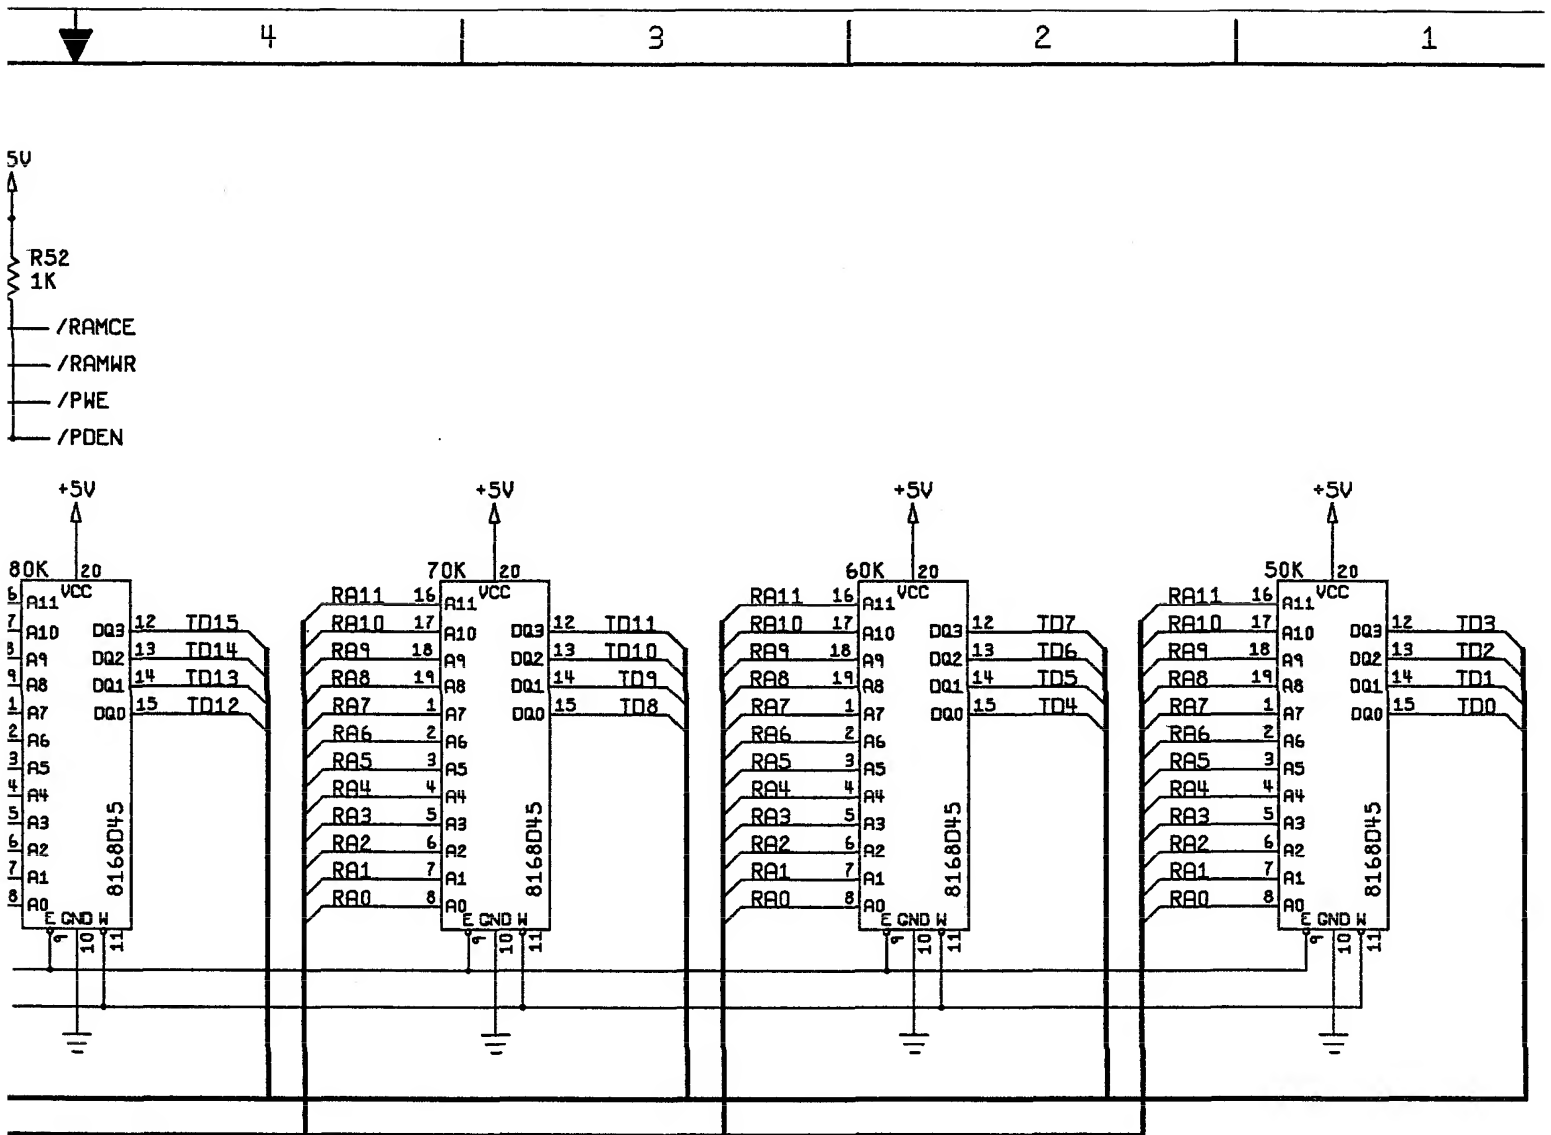 4 3 2 1
5V
R52
1K
/RAMCE
/RAMWR
/PWE
/PDEN
+5V +5V +5V +5V
80K 20 70K 20 60K 20 50K 20
VCC VCC VCC VCC
6 A11 RA11 16 A11 RA11 16 A11 RA11 16 A11
7 A10 DQ3 12 TD15 RA10 17 A10 DQ3 12 TD11 RA10 17 A10 DQ3 12 TD7 RA10 17 A10 DQ3 12 TD3
8 A9 DQ2 13 TD14 RA9 18 A9 DQ2 13 TD10 RA9 18 A9 DQ2 13 TD6 RA9 18 A9 DQ2 13 TD2
9 A8 DQ1 14 TD13 RA8 19 A8 DQ1 14 TD9 RA8 19 A8 DQ1 14 TD5 RA8 19 A8 DQ1 14 TD1
1 A7 DQ0 15 TD12 RA7 1 A7 DQ0 15 TD8 RA7 1 A7 DQ0 15 TD4 RA7 1 A7 DQ0 15 TD0
2 A6 RA6 2 A6 RA6 2 A6 RA6 2 A6
3 A5 RA5 3 A5 RA5 3 A5 RA5 3 A5
4 A4 RA4 4 A4 RA4 4 A4 RA4 4 A4
5 A3 RA3 5 A3 RA3 5 A3 RA3 5 A3
6 A2 RA2 6 A2 RA2 6 A2 RA2 6 A2
7 A1 RA1 7 A1 RA1 7 A1 RA1 7 A1
8 A0 RA0 8 A0 RA0 8 A0 RA0 8 A0
8168D45 8168D45 8168D45 8168D45
E GND W E GND W E GND W E GND W
9 10 11 9 10 11 9 10 11 9 10 11